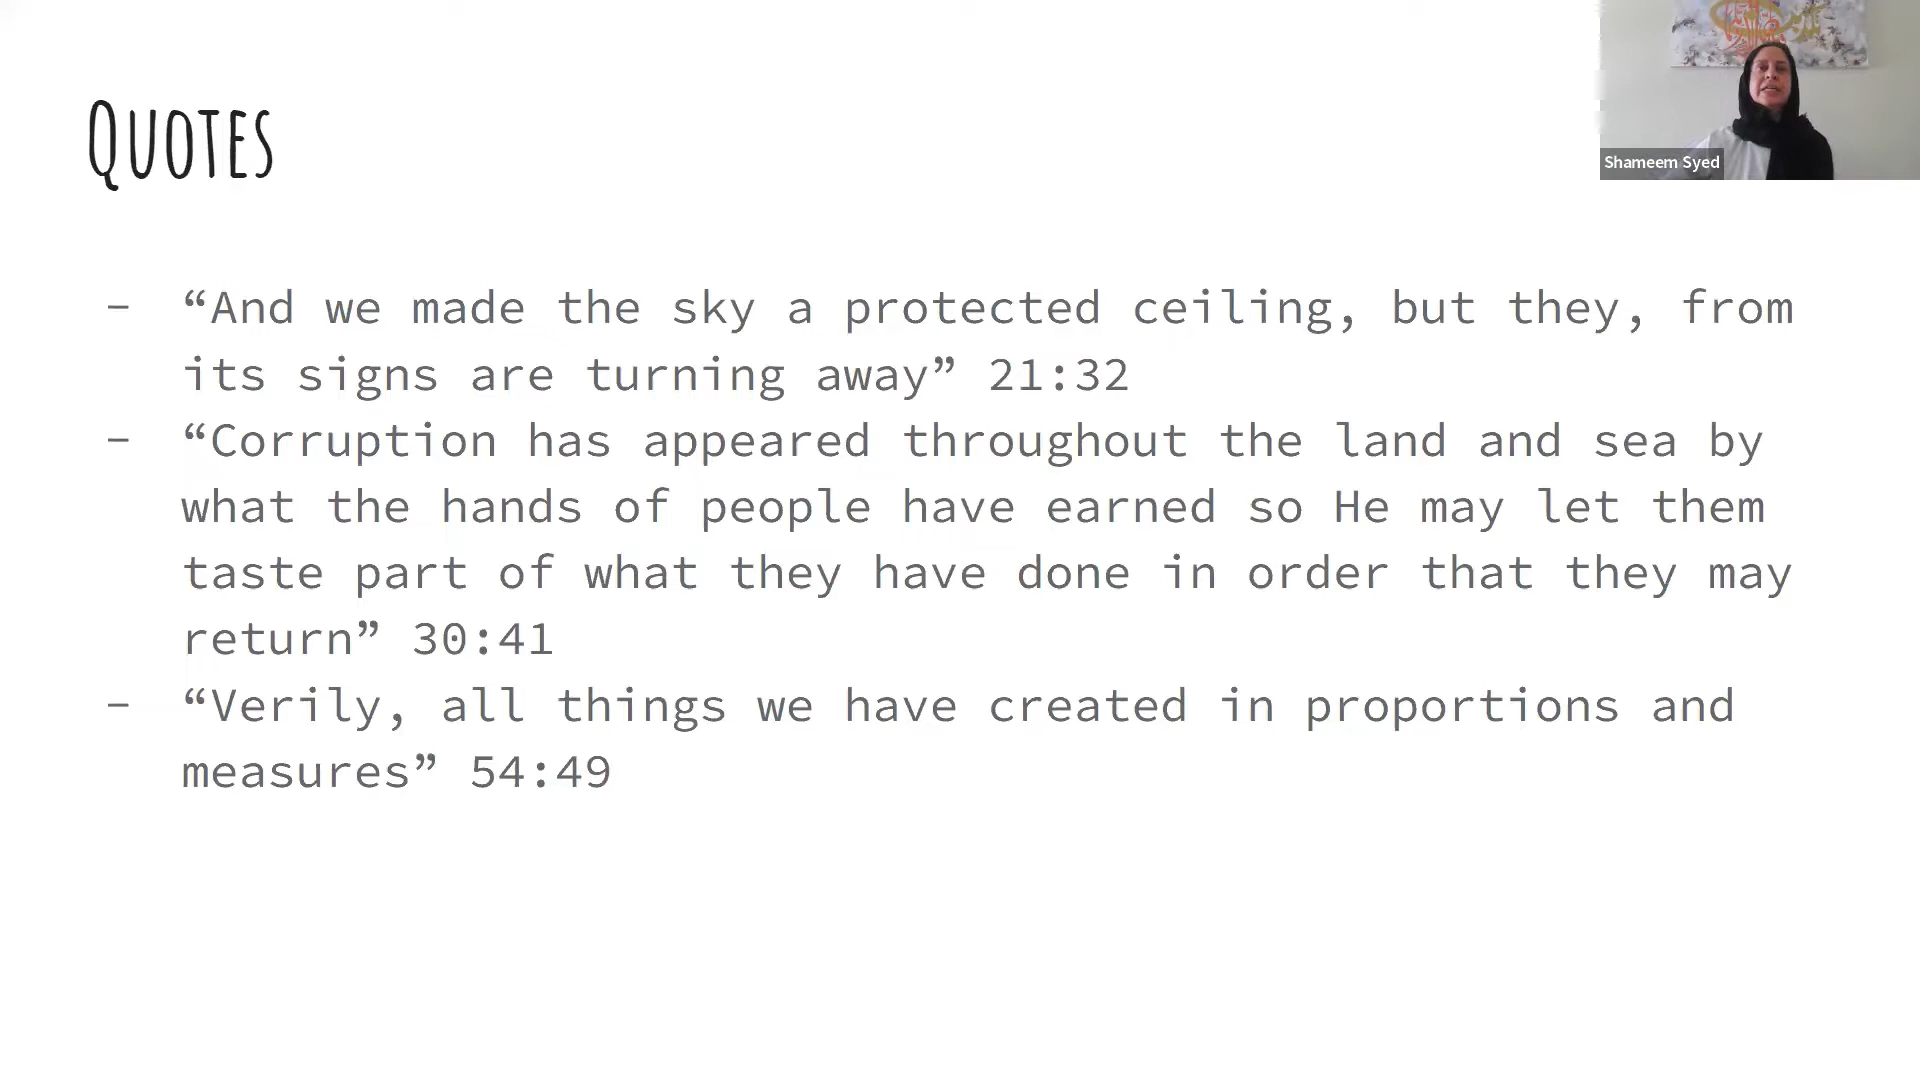 QUOTES
Shameem Syed
- “And we made the sky a protected ceiling, but they, from
its signs are turning away” 21:32
- “Corruption has appeared throughout the land and sea by
what the hands of people have earned so He may let them
taste part of what they have done in order that they may
return” 30:41
- “Verily, all things we have created in proportions and
measures” 54:49